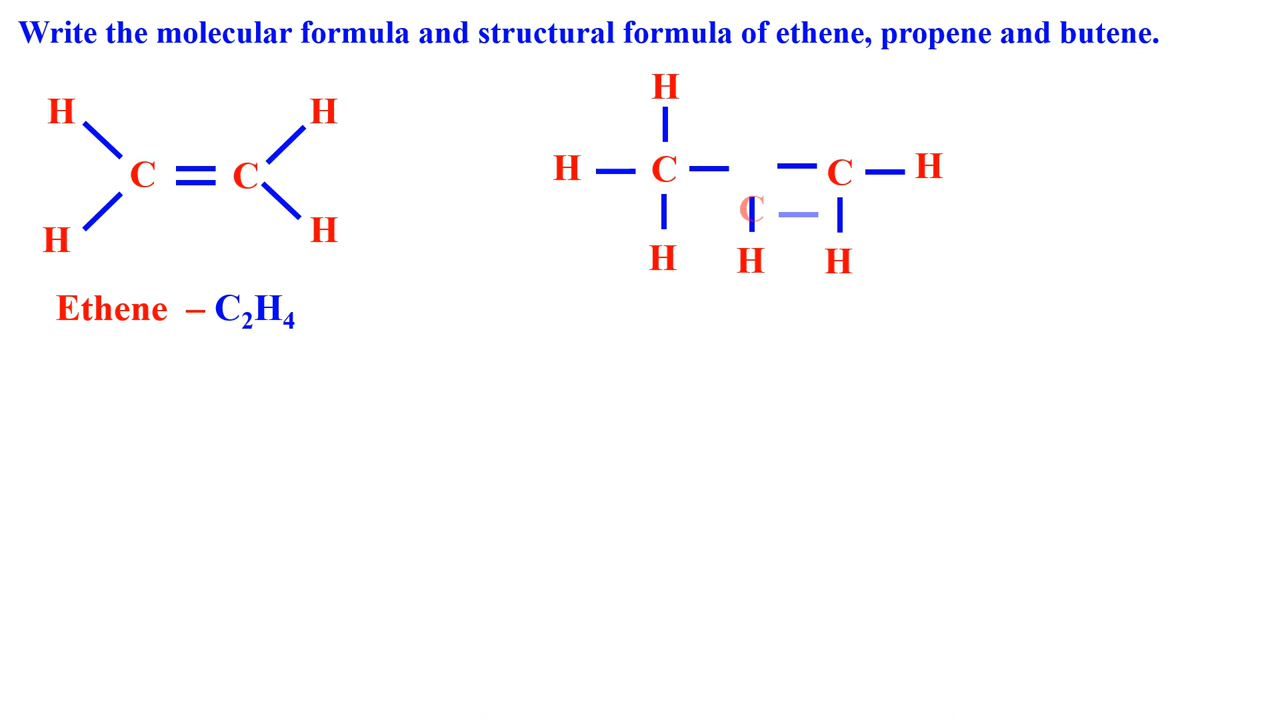 Write the molecular formula and structural formula of ethene, propene and butene.
H H
C = C
H H
Ethene – C₂H₄
H
H – C – – C – H
C –
H H H